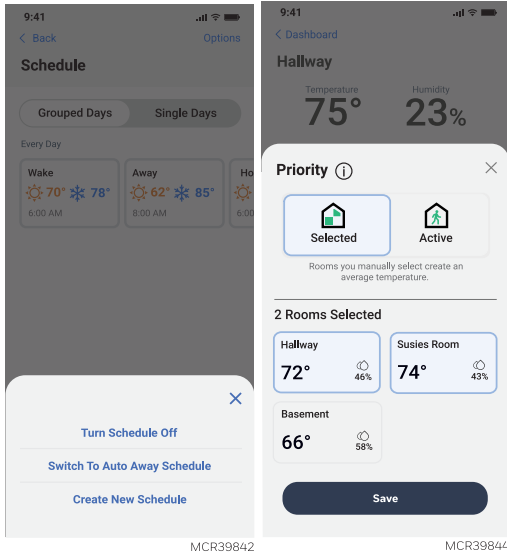 9:41
Back
Options
Schedule
Grouped Days
Single Days
Every Day
Wake
70° 78°
6:00 AM
Away
62° 85°
8:00 AM
Ho
6:00
Turn Schedule Off
Switch To Auto Away Schedule
Create New Schedule
MCR39842
9:41
Dashboard
Hallway
Temperature
75°
Humidity
23%
Priority
Selected
Active
Rooms you manually select create an
average temperature.
2 Rooms Selected
Hallway
72°
46%
Susies Room
74°
43%
Basement
66°
58%
Save
MCR39844